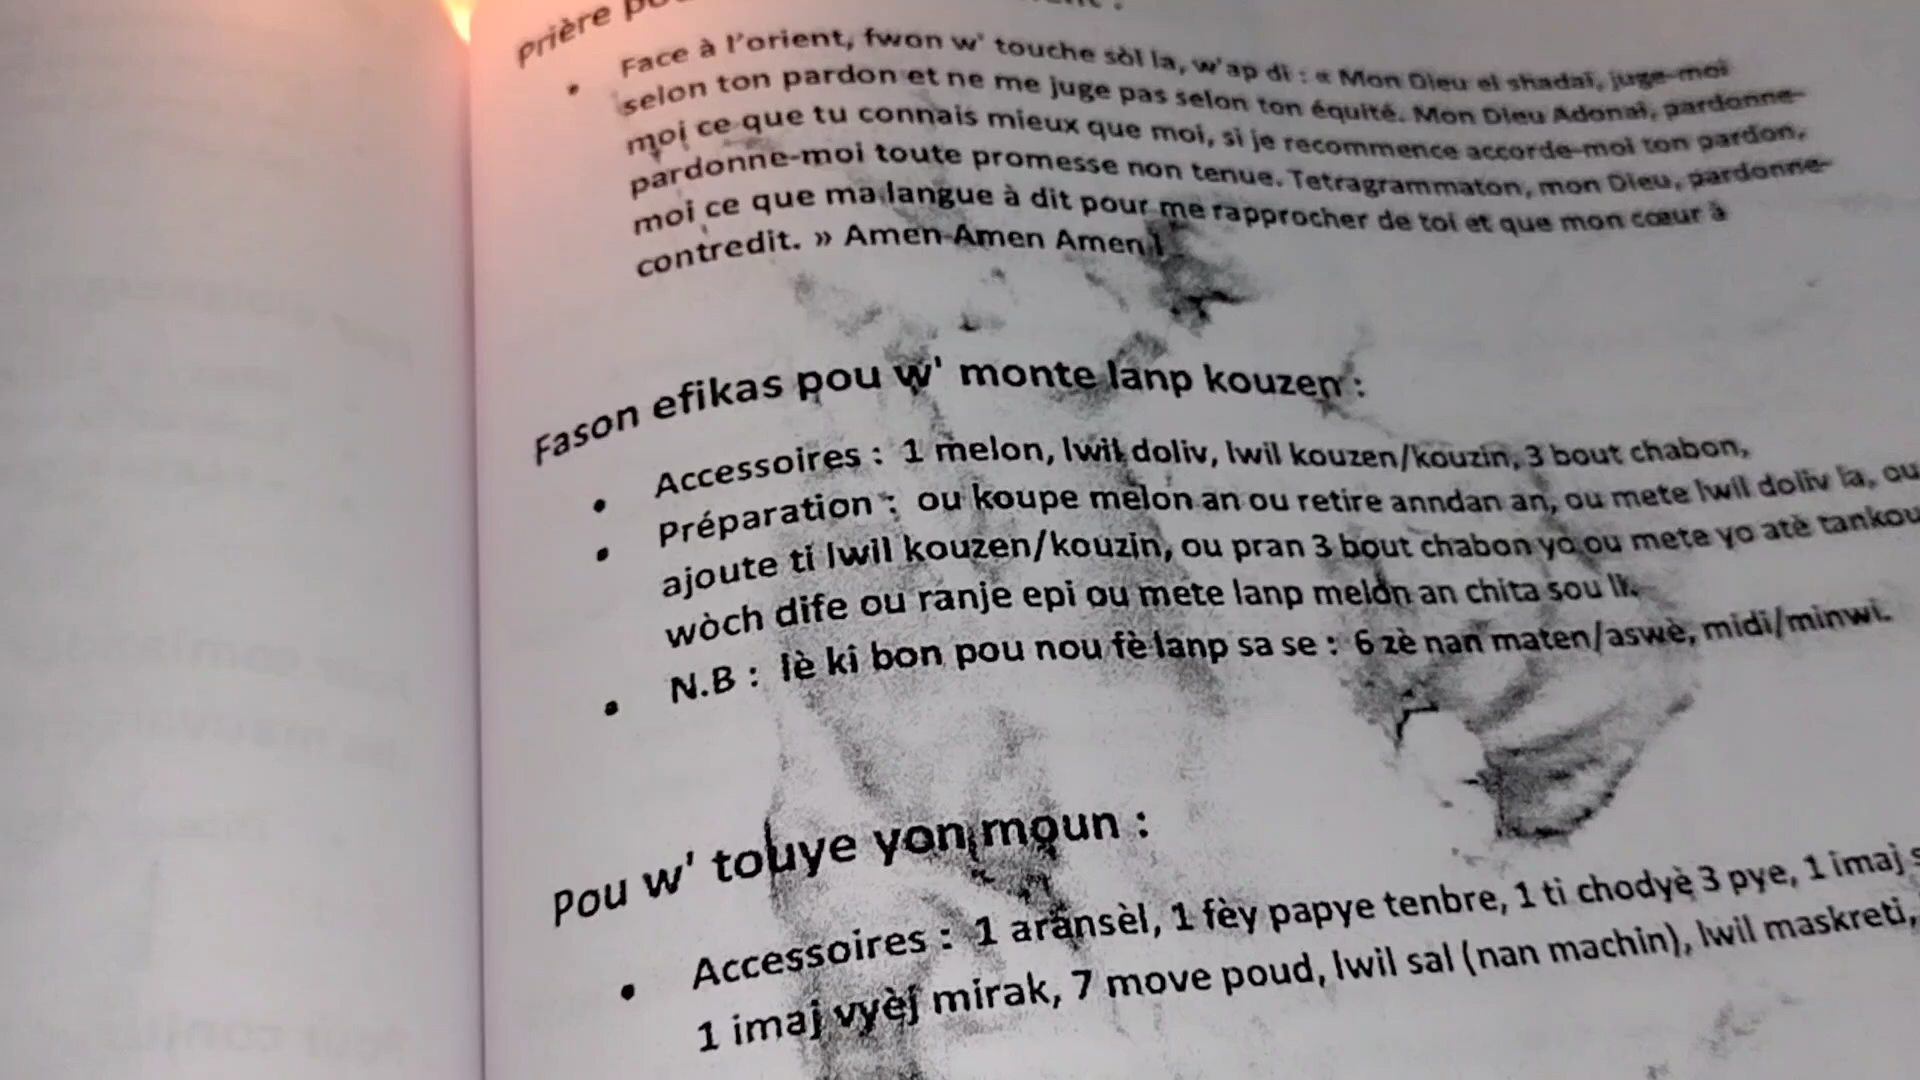 Prière
Face à l'orient, fwon w' touche sòl la, w'ap di : « Mon Dieu el shadaï, juge-moi
selon ton pardon et ne me juge pas selon ton équité. Mon Dieu Adonaï, pardonne-
moi ce que tu connais mieux que moi, si je recommence accorde-moi ton pardon,
pardonne-moi toute promesse non tenue. Tetragrammaton, mon Dieu, pardonne-
moi ce que ma langue à dit pour me rapprocher de toi et que mon cœur à
contredit. » Amen Amen Amen !
Fason efikas pou w' monte lanp kouzen :
• Accessoires : 1 melon, lwil doliv, lwil kouzen/kouzin, 3 bout chabon,
• Préparation : ou koupe melon an ou retire anndan an, ou mete lwil doliv la, ou
ajoute ti lwil kouzen/kouzin, ou pran 3 bout chabon yo ou mete yo atè tankou
wòch dife ou ranje epi ou mete lanp melon an chita sou li.
• N.B : lè ki bon pou nou fè lanp sa se : 6 zè nan maten/aswè, midi/minwi.
Pou w' touye yon moun :
• Accessoires : 1 aransèl, 1 fèy papye tenbre, 1 ti chodyè 3 pye, 1 imaj
1 imaj vyèj mirak, 7 move poud, lwil sal (nan machin), lwil maskreti,